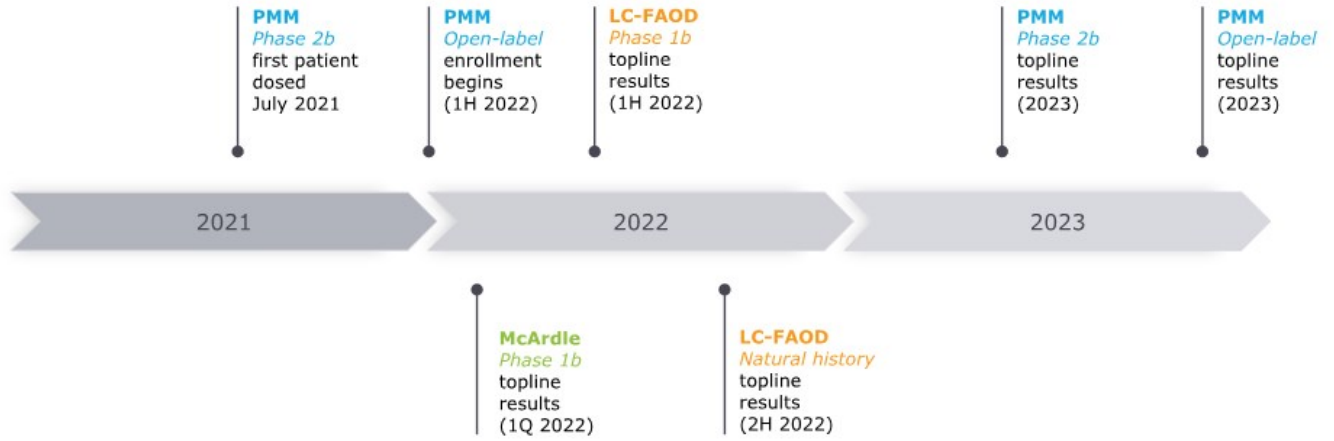 PMM
Phase 2b
first patient
dosed
July 2021
PMM
Open-label
enrollment
begins
(1H 2022)
LC-FAOD
Phase 1b
topline
results
(1H 2022)
PMM
Phase 2b
topline
results
(2023)
PMM
Open-label
topline
results
(2023)
2021
2022
2023
McArdle
Phase 1b
topline
results
(1Q 2022)
LC-FAOD
Natural history
topline
results
(2H 2022)